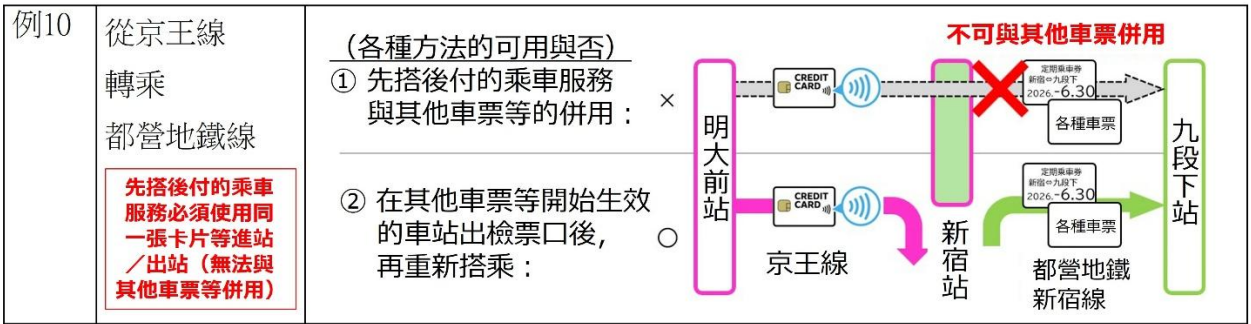 例10
從京王線
轉乘
都營地鐵線
先搭後付的乘車
服務必須使用同
一張卡片等進站
／出站（無法與
其他車票等併用）
（各種方法的可用與否）
① 先搭後付的乘車服務
與其他車票等的併用：
×
② 在其他車票等開始生效
的車站出檢票口後，
再重新搭乘：
○
不可與其他車票併用
明大前站
CREDIT
CARD
定期乗車券
新宿⇔九段下
2026.-6.30
各種車票
九段下站
CREDIT
CARD
京王線
新宿站
定期乗車券
新宿⇔九段下
2026.-6.30
各種車票
都營地鐵
新宿線